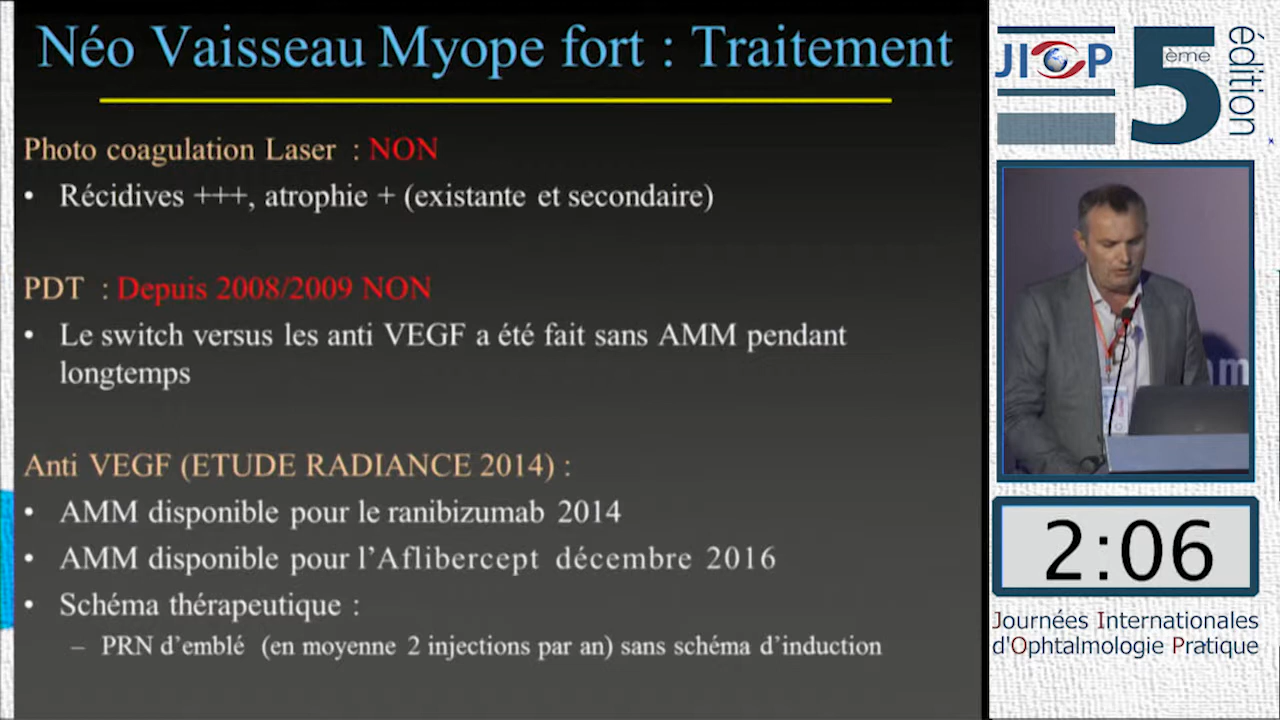 Néo Vaisseau Myope fort : Traitement
Photo coagulation Laser : NON
• Récidives +++, atrophie + (existante et secondaire)
PDT : Depuis 2008/2009 NON
• Le switch versus les anti VEGF a été fait sans AMM pendant
longtemps
Anti VEGF (ETUDE RADIANCE 2014) :
• AMM disponible pour le ranibizumab 2014
• AMM disponible pour l'Aflibercept décembre 2016
• Schéma thérapeutique :
– PRN d'emblé (en moyenne 2 injections par an) sans schéma d'induction
JIOP
5ème
édition
2:06
Journées Internationales
d'Ophtalmologie Pratique